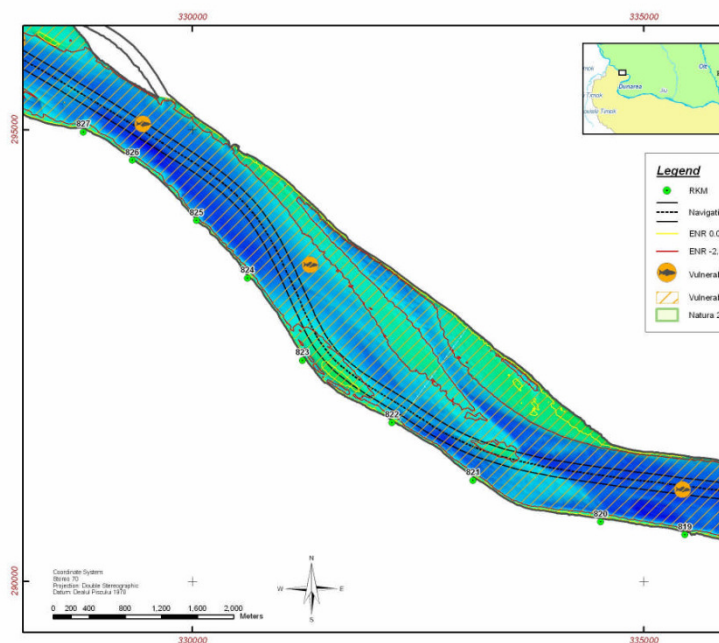 330000
335000
295000
827
826
825
824
823
822
821
820
819
Olt
Dunarea
Jiu
Timok
Legend
RKM
Navigati
ENR 0.0
ENR -2.
Vulneral
Vulneral
Natura 2
290000
Coordinate System
Stereo 70
Projection: Double Stereographic
Datum: Dealul Piscului 1970
N
W
E
S
0 200 400 800 1,200 1,600 2,000
Meters
330000
335000